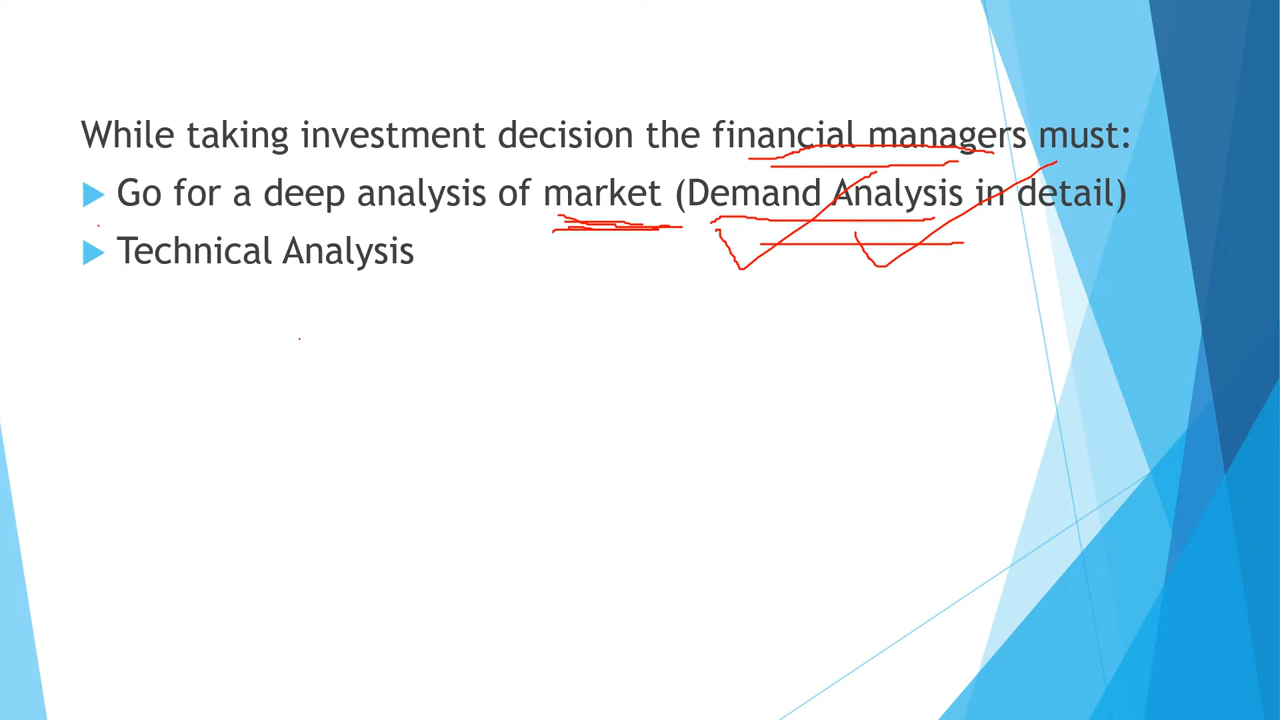 While taking investment decision the financial managers must:
Go for a deep analysis of market (Demand Analysis in detail)
Technical Analysis